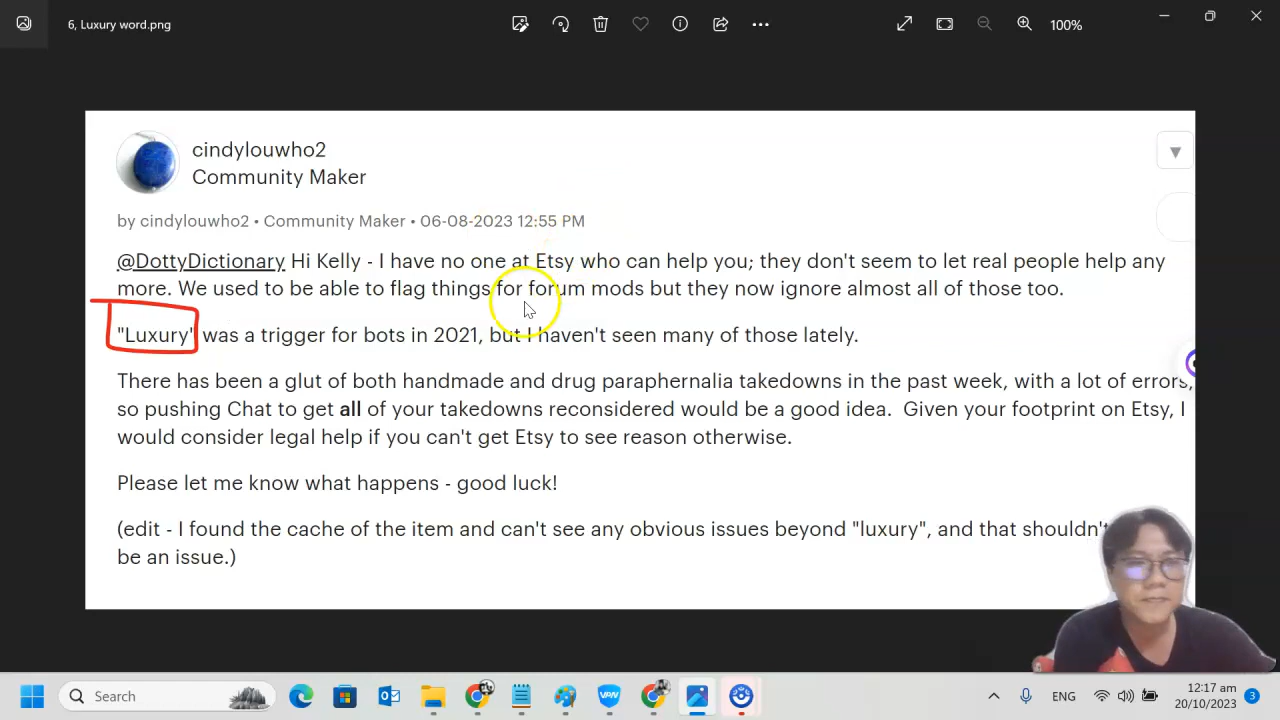 6, Luxury word.png
100%
cindylouwho2
Community Maker
by cindylouwho2 • Community Maker • 06-08-2023 12:55 PM
@DottyDictionary Hi Kelly - I have no one at Etsy who can help you; they don't seem to let real people help any
more. We used to be able to flag things for forum mods but they now ignore almost all of those too.
"Luxury" was a trigger for bots in 2021, but I haven't seen many of those lately.
There has been a glut of both handmade and drug paraphernalia takedowns in the past week, with a lot of errors,
so pushing Chat to get all of your takedowns reconsidered would be a good idea. Given your footprint on Etsy, I
would consider legal help if you can't get Etsy to see reason otherwise.
Please let me know what happens - good luck!
(edit - I found the cache of the item and can't see any obvious issues beyond "luxury", and that shouldn't
be an issue.)
Search
VPN
ENG
12:17 am
20/10/2023
3